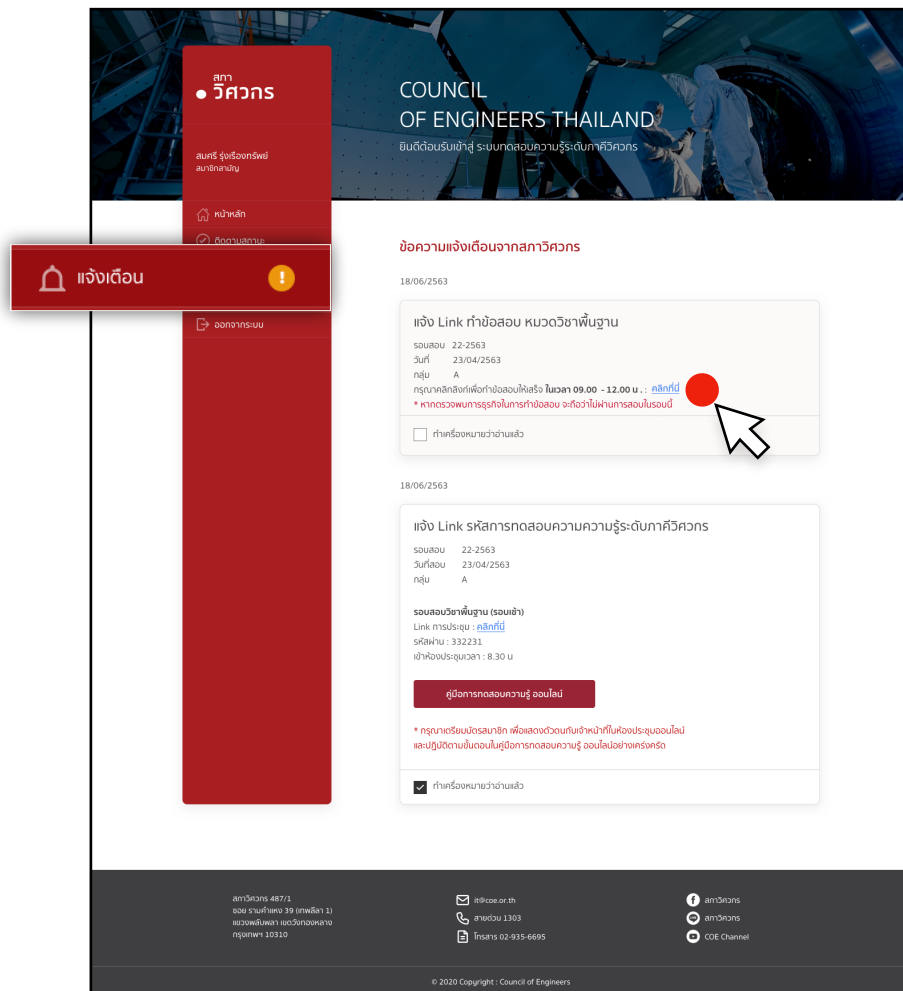 สภา
วิศวกร
สมศรี รุ่งเรืองทรัพย์
สมาชิกสามัญ
หน้าหลัก
ติดตามสถานะ
แจ้งเตือน
!
ออกจากระบบ
COUNCIL
OF ENGINEERS THAILAND
ยินดีต้อนรับเข้าสู่ ระบบทดสอบความรู้ระดับภาคีวิศวกร
ข้อความแจ้งเตือนจากสภาวิศวกร
18/06/2563
แจ้ง Link ทำข้อสอบ หมวดวิชาพื้นฐาน
รอบสอบ 22-2563
วันที่ 23/04/2563
กลุ่ม A
กรุณาคลิกลิงก์เพื่อทำข้อสอบให้เสร็จ ในเวลา 09.00 - 12.00 น . : คลิกที่นี่
* หากตรวจพบการธุรกิจในการทำข้อสอบ จะถือว่าไม่ผ่านการสอบในรอบนี้
ทำเครื่องหมายว่าอ่านแล้ว
18/06/2563
แจ้ง Link รหัสการทดสอบความความรู้ระดับภาคีวิศวกร
รอบสอบ 22-2563
วันที่สอบ 23/04/2563
กลุ่ม A
รอบสอบวิชาพื้นฐาน (รอบเช้า)
Link การประชุม : คลิกที่นี่
รหัสผ่าน : 332231
เข้าห้องประชุมเวลา : 8.30 น
คู่มือการทดสอบความรู้ ออนไลน์
* กรุณาเตรียมบัตรสมาชิก เพื่อแสดงตัวตนกับเจ้าหน้าที่ในห้องประชุมออนไลน์
และปฏิบัติตามขั้นตอนในคู่มือการทดสอบความรู้ ออนไลน์อย่างเคร่งครัด
ทำเครื่องหมายว่าอ่านแล้ว
สภาวิศวกร 487/1
ซอย รามคำแหง 39 (เทพลีลา 1)
แขวงพลับพลา เขตวังทองหลาง
กรุงเทพฯ 10310
it@coe.or.th
สายด่วน 1303
โทรสาร 02-935-6695
สภาวิศวกร
สภาวิศวกร
COE Channel
© 2020 Copyright : Council of Engineers